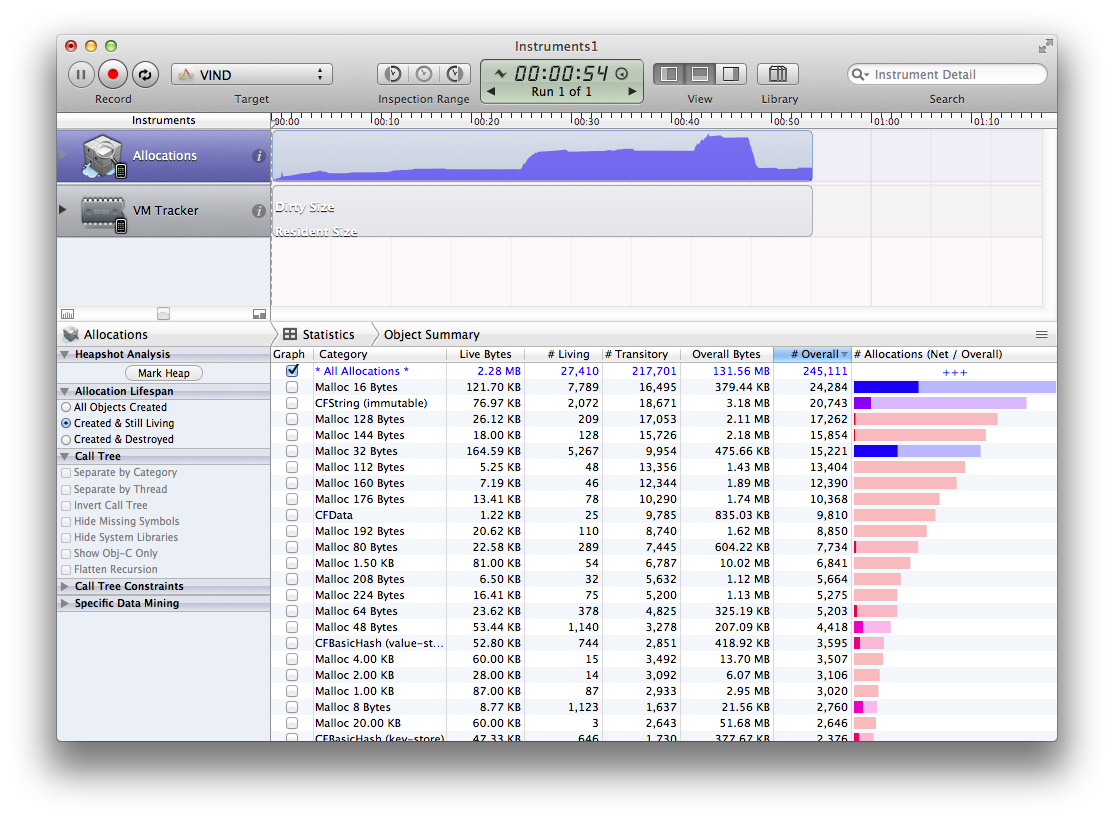 Instruments1
VIND
00:00:54
Run 1 of 1
Instrument Detail
Record Target Inspection Range View Library Search
Instruments 00:00 00:10 00:20 00:30 00:40 00:50 01:00 01:10
Allocations
VM Tracker
Dirty Size
Resident Size
Allocations Statistics Object Summary
Heapshot Analysis
Mark Heap
Allocation Lifespan
All Objects Created
Created & Still Living
Created & Destroyed
Call Tree
Separate by Category
Separate by Thread
Invert Call Tree
Hide Missing Symbols
Hide System Libraries
Show Obj-C Only
Flatten Recursion
Call Tree Constraints
Specific Data Mining
Graph Category Live Bytes # Living # Transitory Overall Bytes # Overall # Allocations (Net / Overall)
* All Allocations * 2.28 MB 27,410 217,701 131.56 MB 245,111 +++
Malloc 16 Bytes 121.70 KB 7,789 16,495 379.44 KB 24,284
CFString (immutable) 76.97 KB 2,072 18,671 3.18 MB 20,743
Malloc 128 Bytes 26.12 KB 209 17,053 2.11 MB 17,262
Malloc 144 Bytes 18.00 KB 128 15,726 2.18 MB 15,854
Malloc 32 Bytes 164.59 KB 5,267 9,954 475.66 KB 15,221
Malloc 112 Bytes 5.25 KB 48 13,356 1.43 MB 13,404
Malloc 160 Bytes 7.19 KB 46 12,344 1.89 MB 12,390
Malloc 176 Bytes 13.41 KB 78 10,290 1.74 MB 10,368
CFData 1.22 KB 25 9,785 835.03 KB 9,810
Malloc 192 Bytes 20.62 KB 110 8,740 1.62 MB 8,850
Malloc 80 Bytes 22.58 KB 289 7,445 604.22 KB 7,734
Malloc 1.50 KB 81.00 KB 54 6,787 10.02 MB 6,841
Malloc 208 Bytes 6.50 KB 32 5,632 1.12 MB 5,664
Malloc 224 Bytes 16.41 KB 75 5,200 1.13 MB 5,275
Malloc 64 Bytes 23.62 KB 378 4,825 325.19 KB 5,203
Malloc 48 Bytes 53.44 KB 1,140 3,278 207.09 KB 4,418
CFBasicHash (value-st... 52.80 KB 744 2,851 418.92 KB 3,595
Malloc 4.00 KB 60.00 KB 15 3,492 13.70 MB 3,507
Malloc 2.00 KB 28.00 KB 14 3,092 6.07 MB 3,106
Malloc 1.00 KB 87.00 KB 87 2,933 2.95 MB 3,020
Malloc 8 Bytes 8.77 KB 1,123 1,637 21.56 KB 2,760
Malloc 20.00 KB 60.00 KB 3 2,643 51.68 MB 2,646
CFBasicHash (key-store) 47.33 KB 646 1,730 377.67 KB 2,376